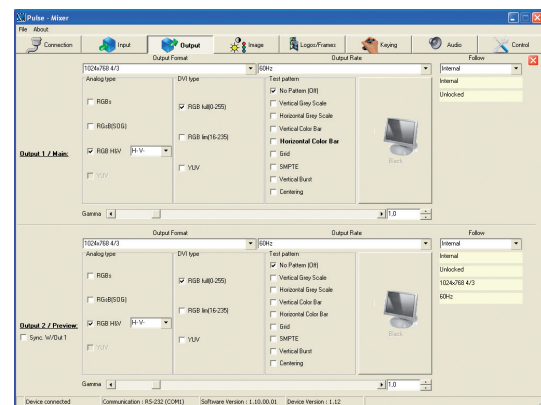 Pulse - Mixer
File About
Connection Input Output Image Logos/Frames Keying Audio Control
Output Format Output Rate Follow
1024x768 4/3 60Hz Internal
Analog type DVI type Test pattern Internal
No Pattern (Off) Unlocked
RGBs RGB full(0-255) Vertical Grey Scale
Horizontal Grey Scale
RGsB(SOG) Vertical Color Bar
RGB lim(16-235) Horizontal Color Bar
Output 1 / Main: RGB H&V H- V- Grid Black
YUV YUV SMPTE
Vertical Burst
Centering
Gamma 1,0
Output Format Output Rate Follow
1024x768 4/3 60Hz Internal
Analog type DVI type Test pattern Internal
No Pattern (Off) Unlocked
RGBs RGB full(0-255) Vertical Grey Scale 1024x768 4/3
Horizontal Grey Scale 60Hz
RGsB(SOG) Vertical Color Bar
RGB lim(16-235) Horizontal Color Bar
Output 2 / Preview: RGB H&V H- V- Grid Black
Sync. W/Out 1 YUV YUV SMPTE
Vertical Burst
Centering
Gamma 1,0
Device connected Communication : RS-232 (COM1) Software Version : 1.10.00.01 Device Version : 1.12